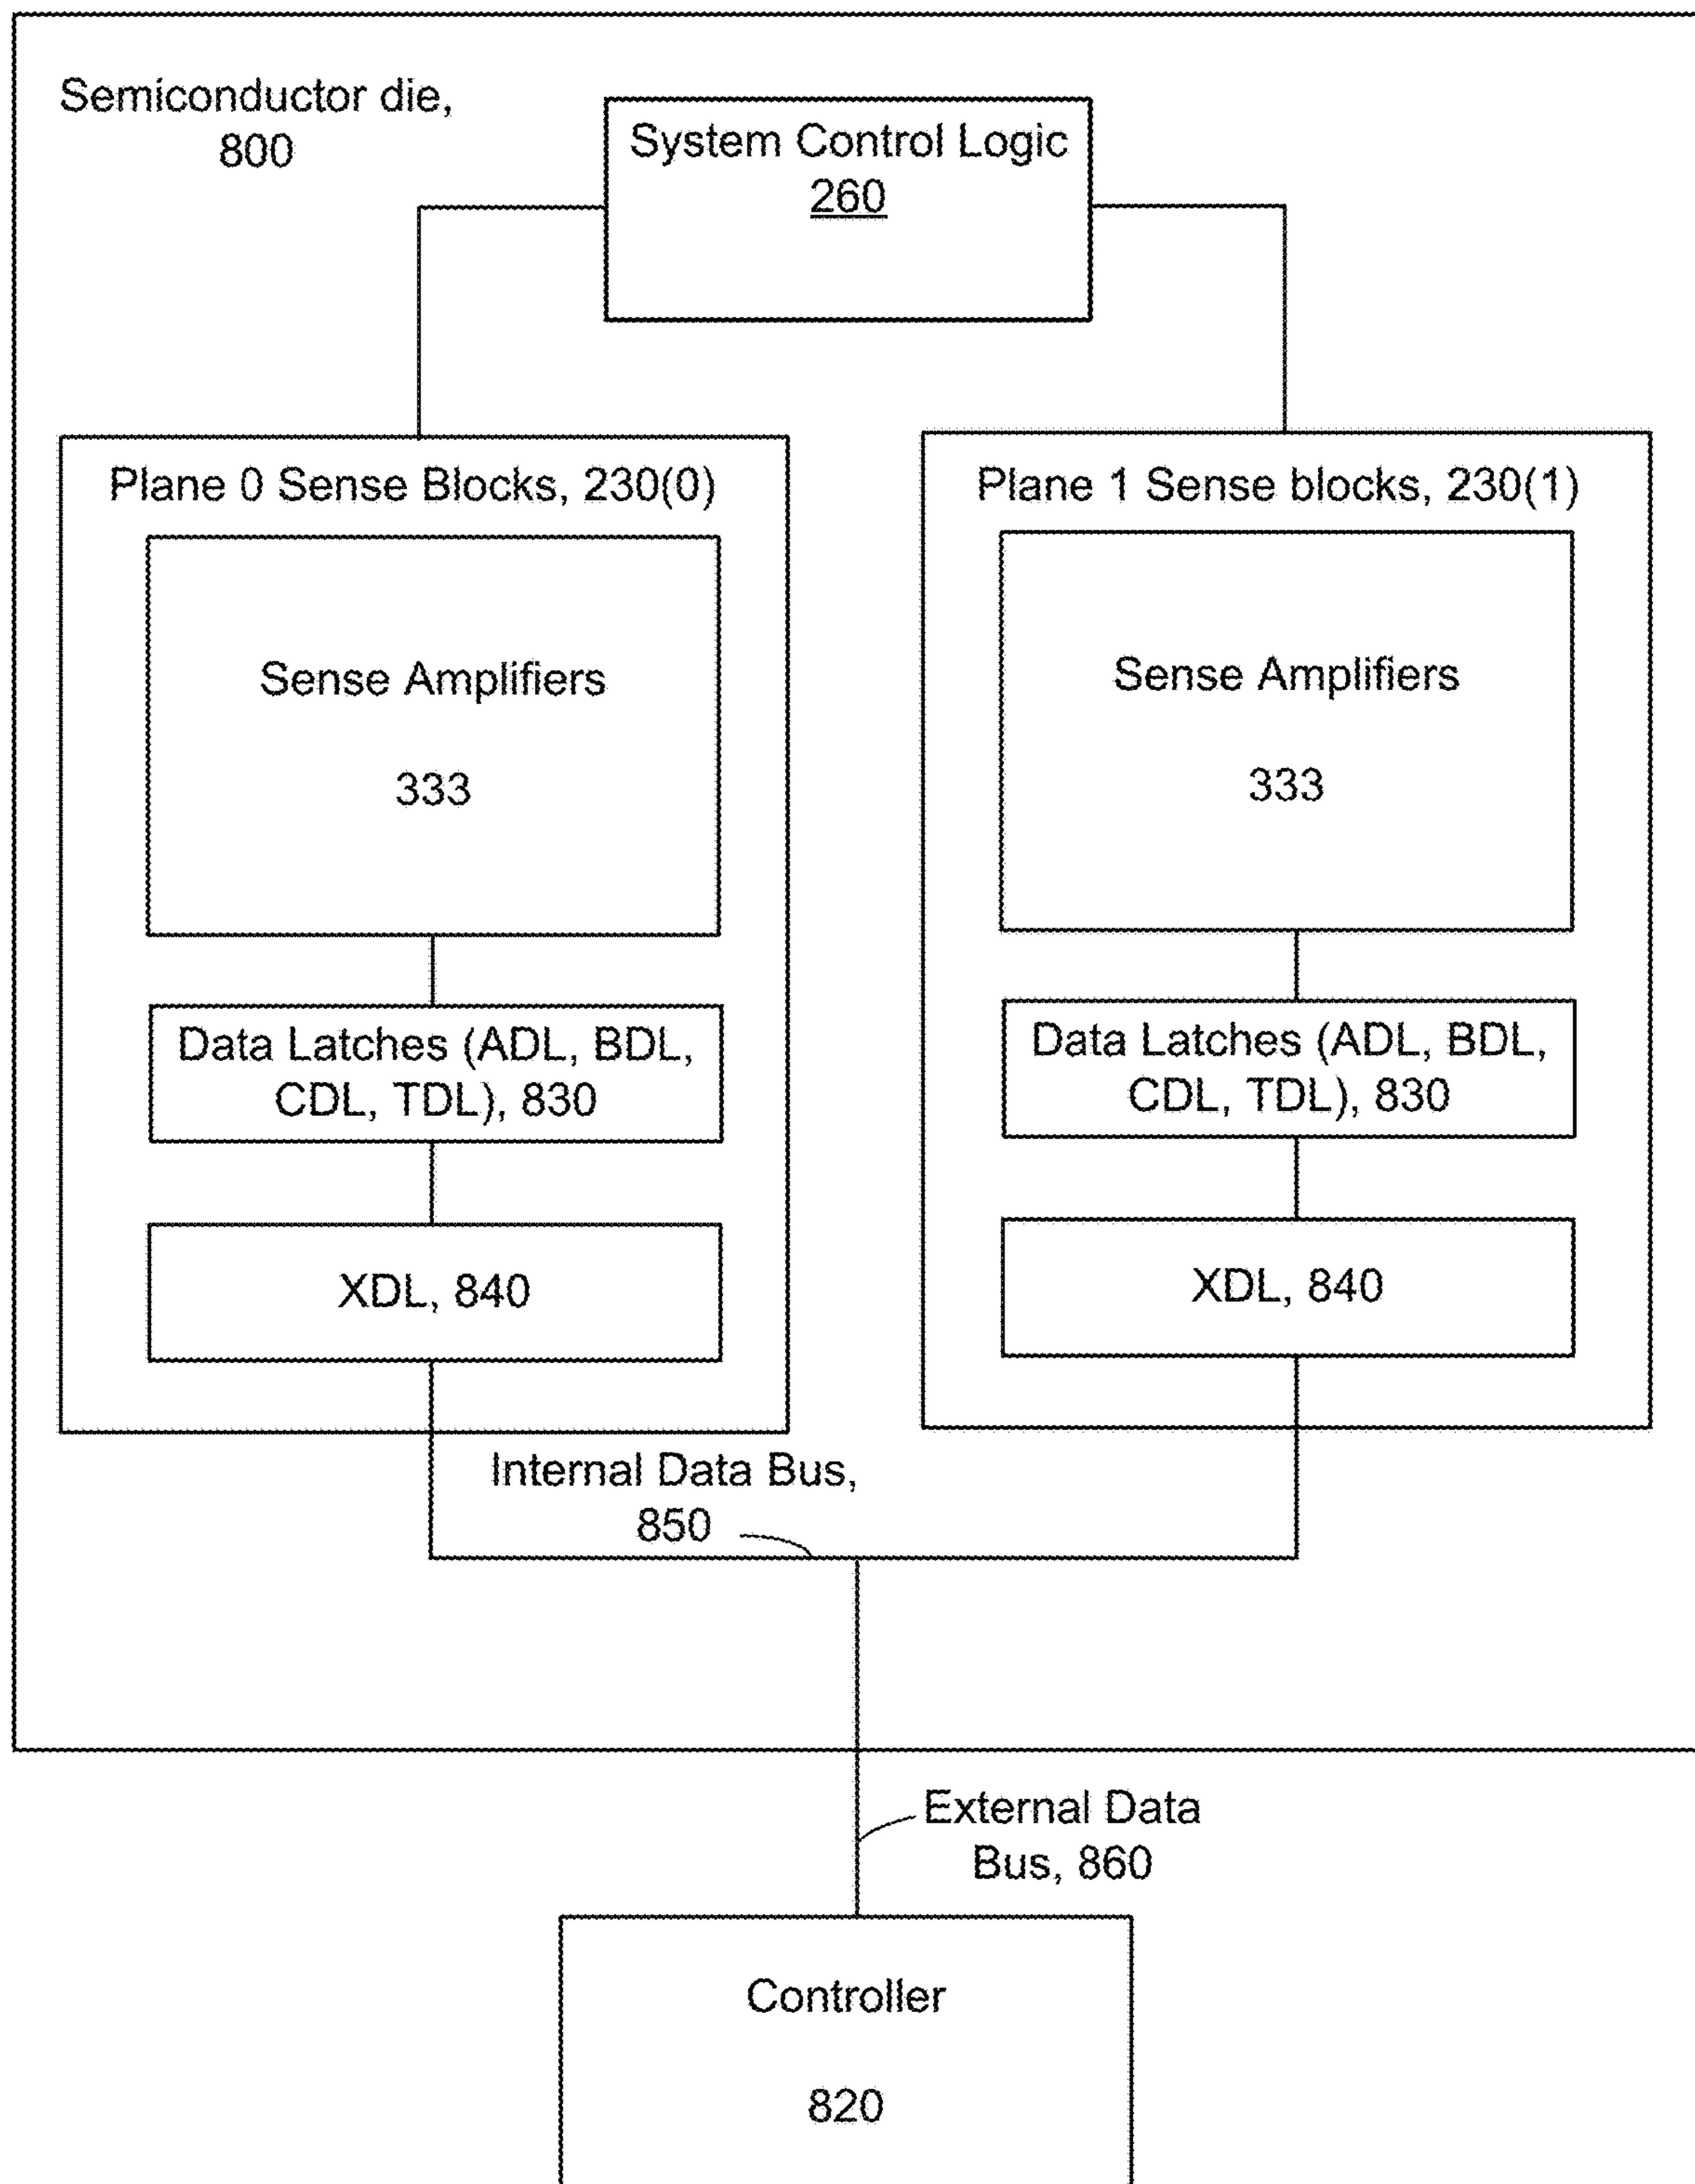 Semiconductor die,
800
System Control Logic
260
Plane 0 Sense Blocks, 230(0)
Sense Amplifiers
333
Data Latches (ADL, BDL,
CDL, TDL), 830
XDL, 840
Plane 1 Sense blocks, 230(1)
Sense Amplifiers
333
Data Latches (ADL, BDL,
CDL, TDL), 830
XDL, 840
Internal Data Bus,
850
External Data
Bus, 860
Controller
820